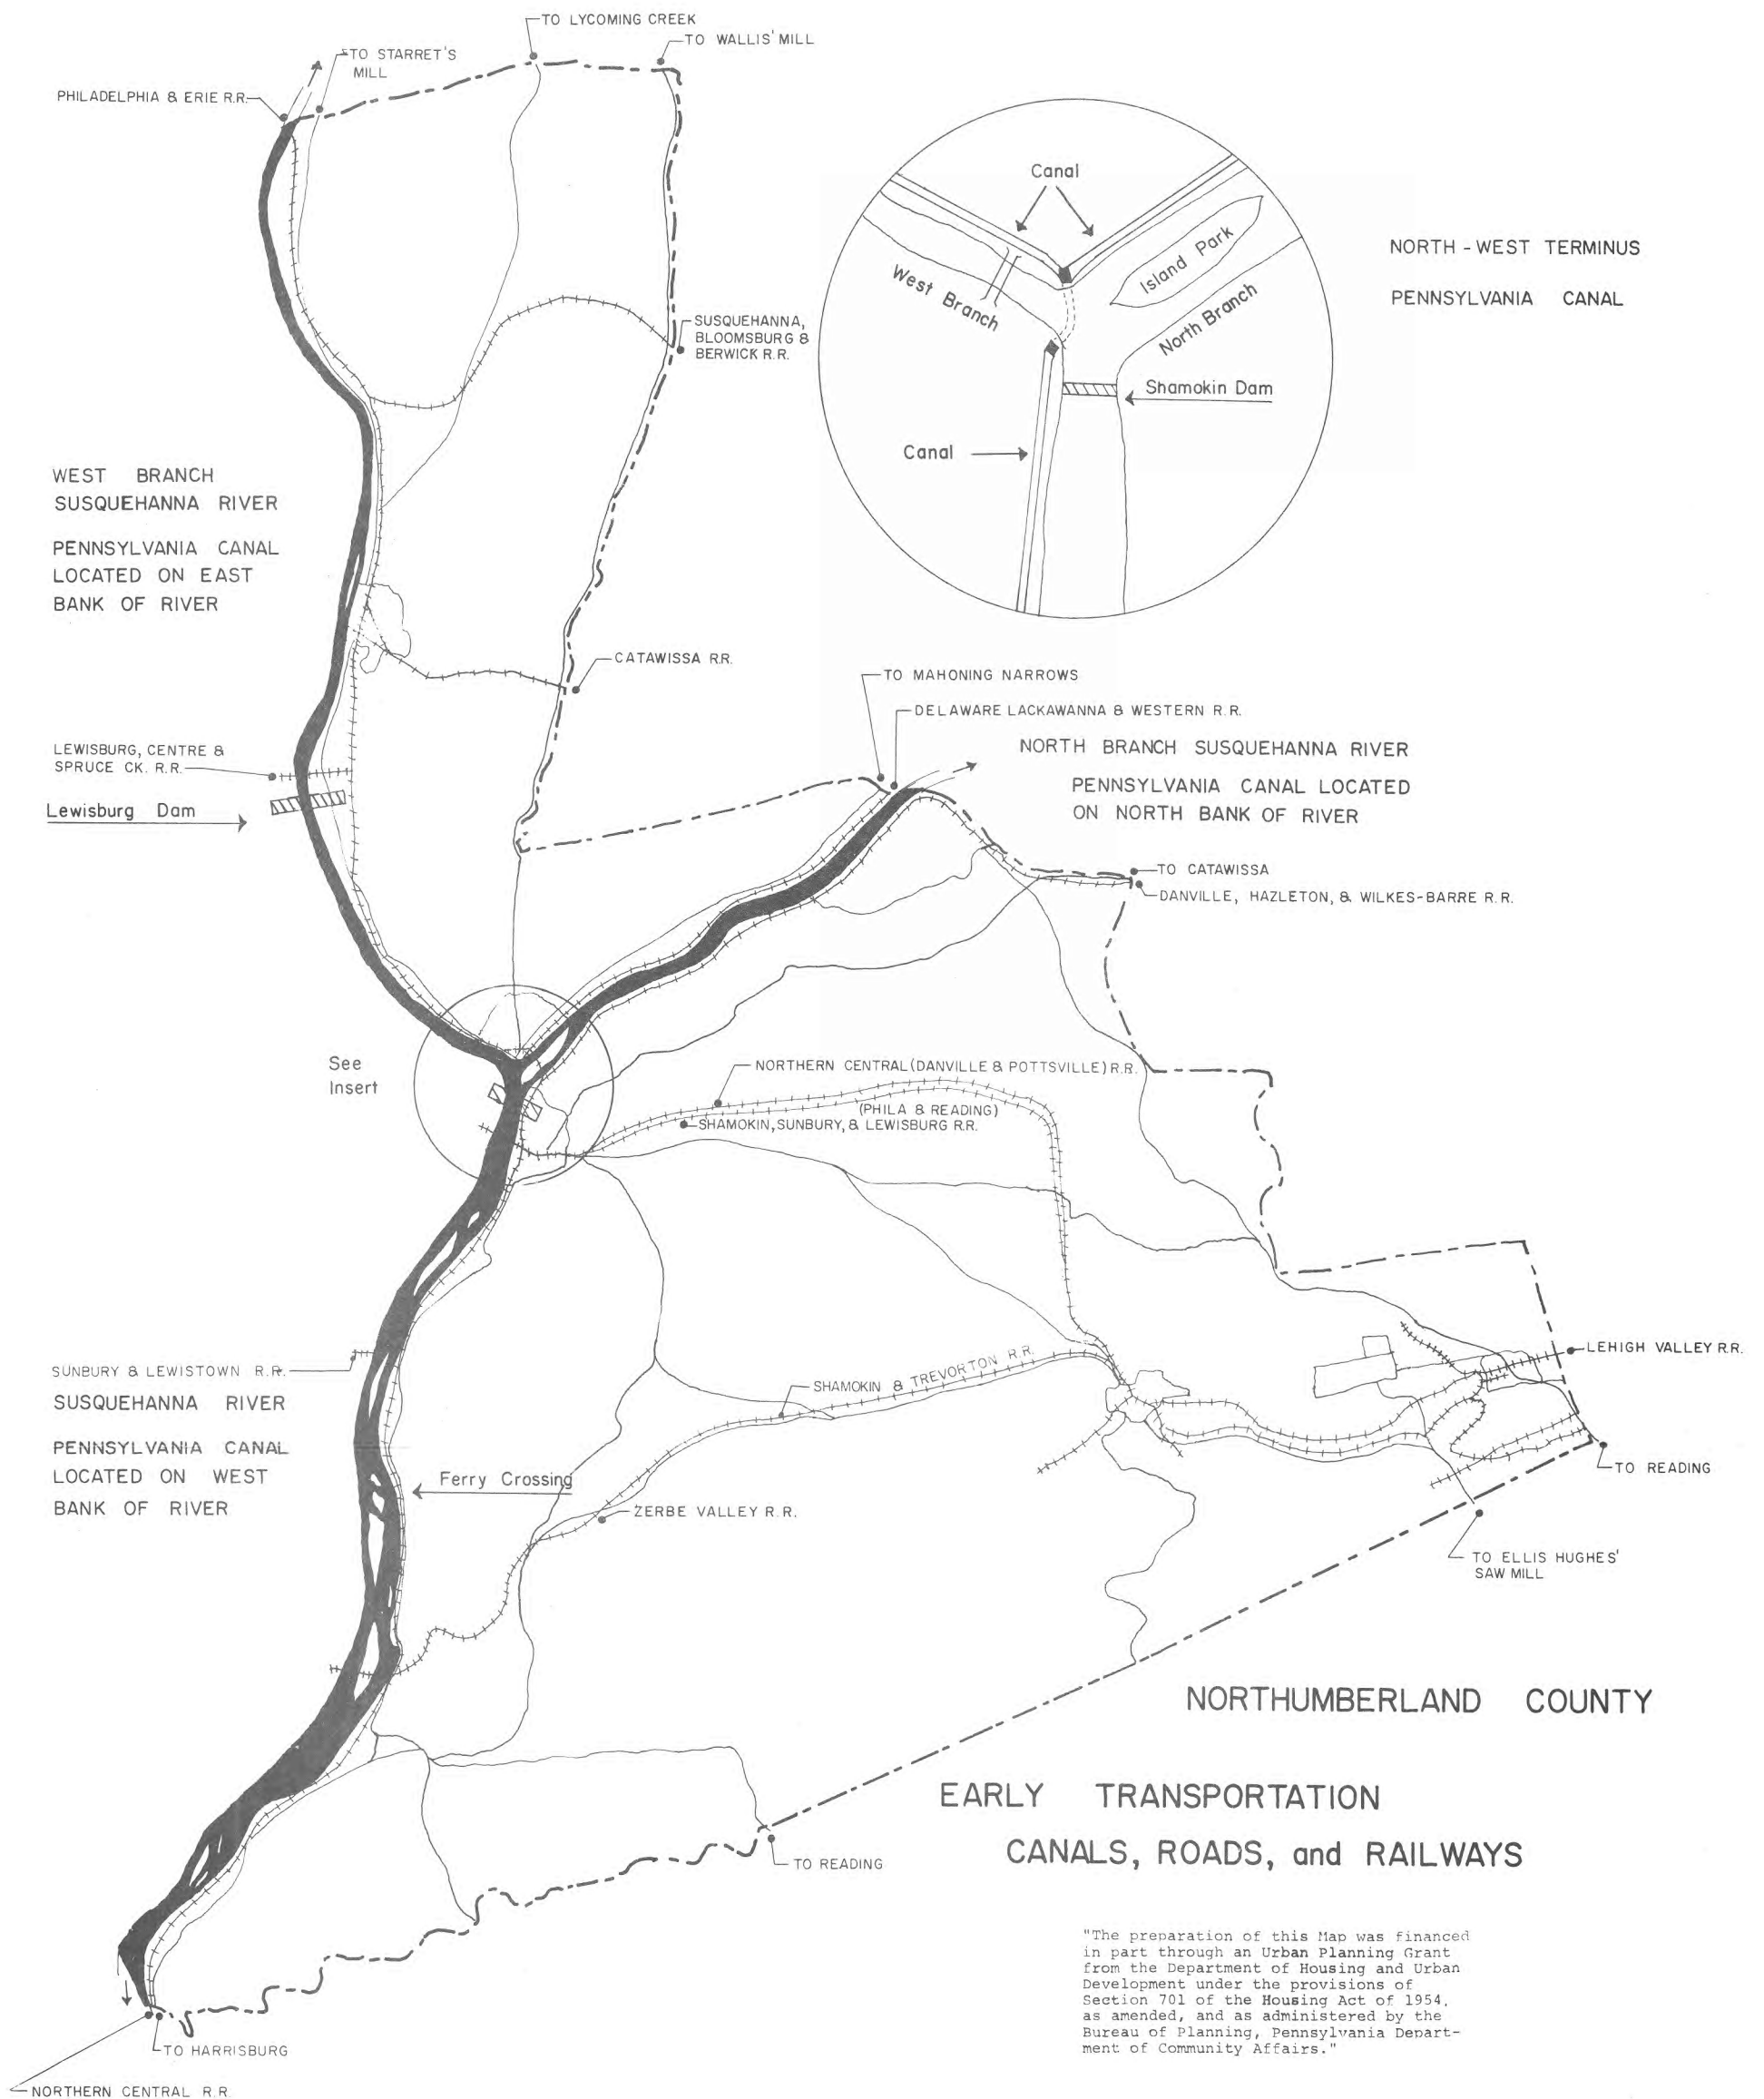 TO LYCOMING CREEK
TO WALLIS' MILL
TO STARRET'S
MILL
PHILADELPHIA & ERIE R.R.
Canal
Island Park
West Branch
North Branch
Shamokin Dam
Canal
NORTH-WEST TERMINUS
PENNSYLVANIA CANAL
SUSQUEHANNA,
BLOOMSBURG &
BERWICK R.R.
WEST BRANCH
SUSQUEHANNA RIVER
PENNSYLVANIA CANAL
LOCATED ON EAST
BANK OF RIVER
CATAWISSA R.R.
TO MAHONING NARROWS
DELAWARE LACKAWANNA & WESTERN R.R.
NORTH BRANCH SUSQUEHANNA RIVER
PENNSYLVANIA CANAL LOCATED
ON NORTH BANK OF RIVER
LEWISBURG, CENTRE &
SPRUCE CK. R.R.
Lewisburg Dam
TO CATAWISSA
DANVILLE, HAZLETON, & WILKES-BARRE R.R.
See
Insert
NORTHERN CENTRAL (DANVILLE & POTTSVILLE) R.R.
(PHILA & READING)
SHAMOKIN, SUNBURY, & LEWISBURG R.R.
SUNBURY & LEWISTOWN R.R.
SUSQUEHANNA RIVER
PENNSYLVANIA CANAL
LOCATED ON WEST
BANK OF RIVER
SHAMOKIN & TREVORTON R.R.
LEHIGH VALLEY R.R.
Ferry Crossing
ZERBE VALLEY R.R.
TO READING
TO ELLIS HUGHES'
SAW MILL
NORTHUMBERLAND COUNTY
EARLY TRANSPORTATION
CANALS, ROADS, and RAILWAYS
TO READING
"The preparation of this Map was financed
in part through an Urban Planning Grant
from the Department of Housing and Urban
Development under the provisions of
Section 701 of the Housing Act of 1954,
as amended, and as administered by the
Bureau of Planning, Pennsylvania Depart-
ment of Community Affairs."
TO HARRISBURG
NORTHERN CENTRAL R.R.